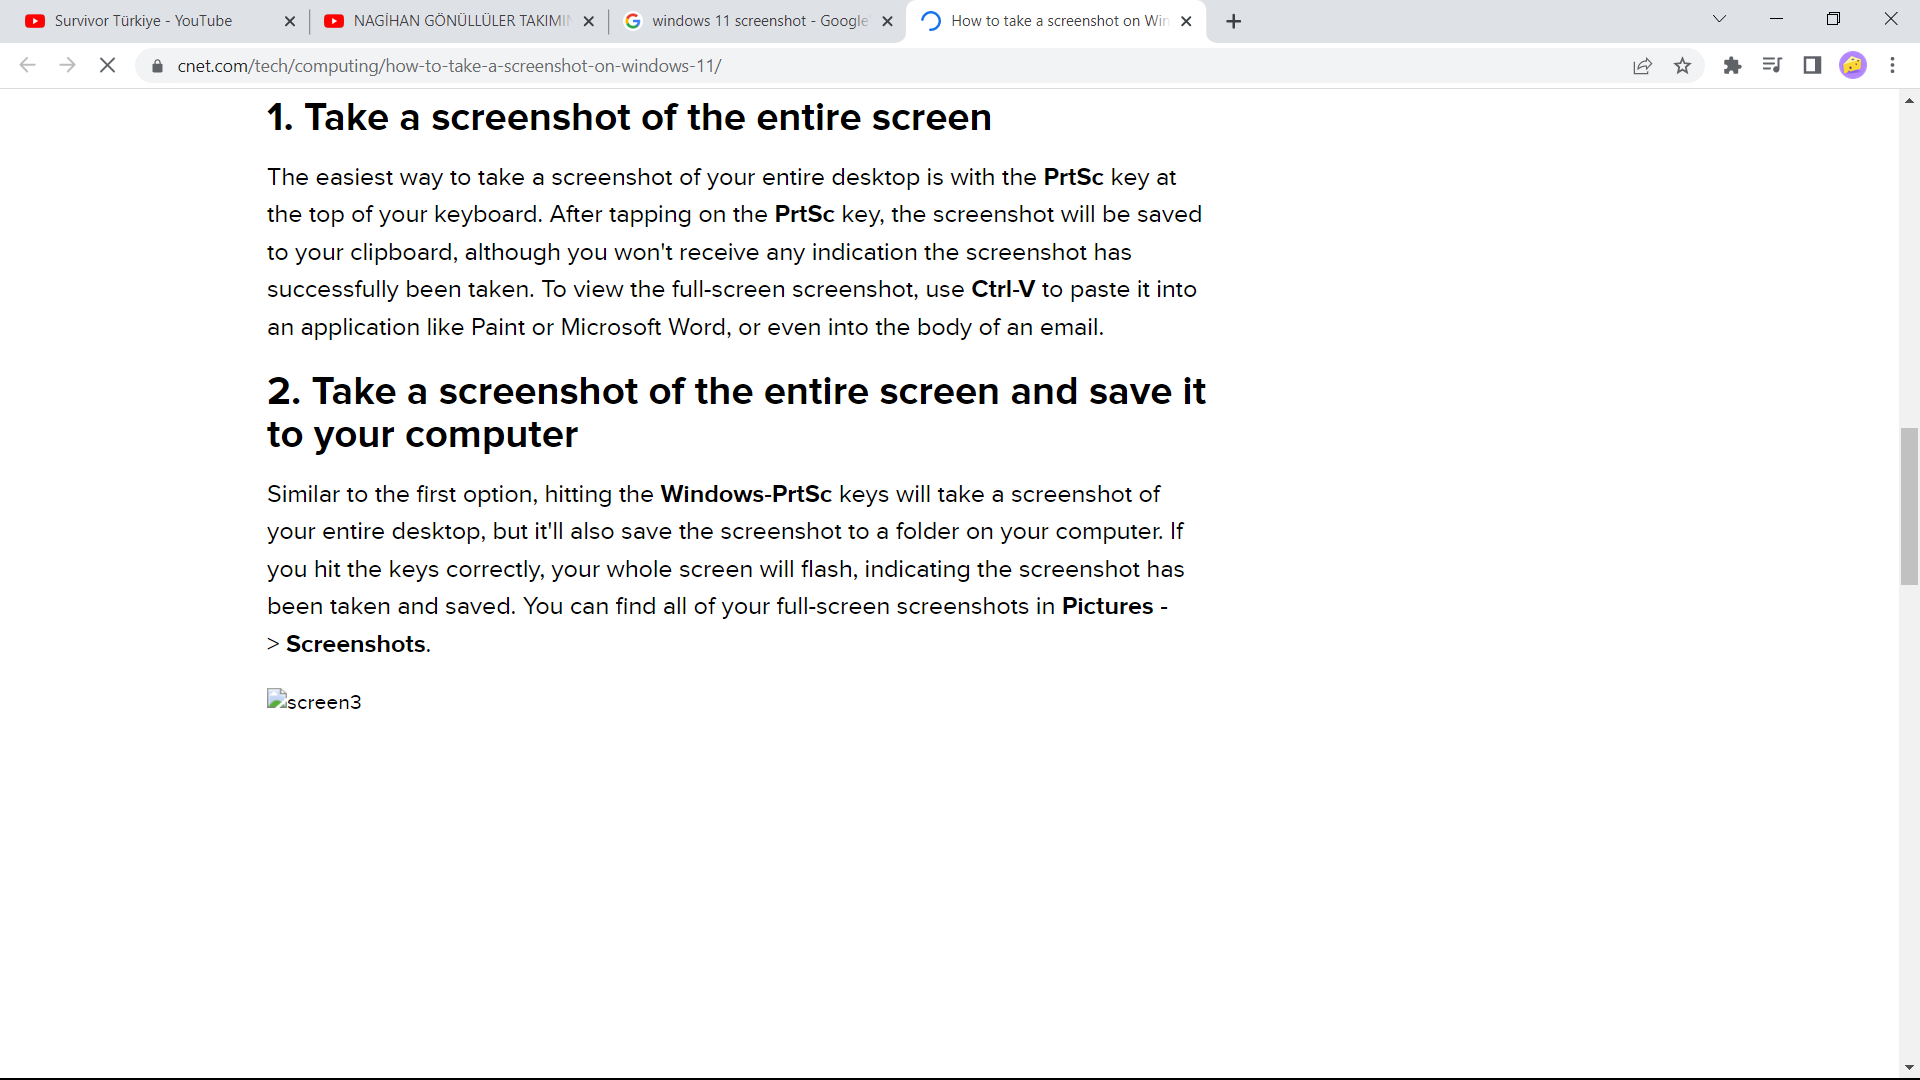 Survivor Türkiye - YouTube
NAGİHAN GÖNÜLLÜLER TAKIMI
windows 11 screenshot - Google
How to take a screenshot on Win
cnet.com/tech/computing/how-to-take-a-screenshot-on-windows-11/
1. Take a screenshot of the entire screen
The easiest way to take a screenshot of your entire desktop is with the PrtSc key at
the top of your keyboard. After tapping on the PrtSc key, the screenshot will be saved
to your clipboard, although you won't receive any indication the screenshot has
successfully been taken. To view the full-screen screenshot, use Ctrl-V to paste it into
an application like Paint or Microsoft Word, or even into the body of an email.
2. Take a screenshot of the entire screen and save it
to your computer
Similar to the first option, hitting the Windows-PrtSc keys will take a screenshot of
your entire desktop, but it'll also save the screenshot to a folder on your computer. If
you hit the keys correctly, your whole screen will flash, indicating the screenshot has
been taken and saved. You can find all of your full-screen screenshots in Pictures -
> Screenshots.
screen3